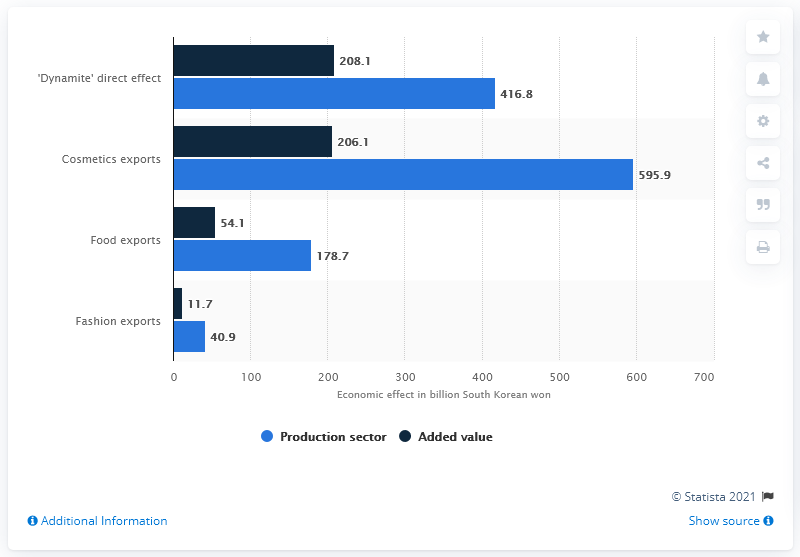 'Dynamite' direct effect
208.1
416.8
Cosmetics exports
206.1
595.9
Food exports
54.1
178.7
Fashion exports
11.7
40.9
0 100 200 300 400 500 600 700
Economic effect in billion South Korean won
Production sector Added value
© Statista 2021
Additional Information Show source